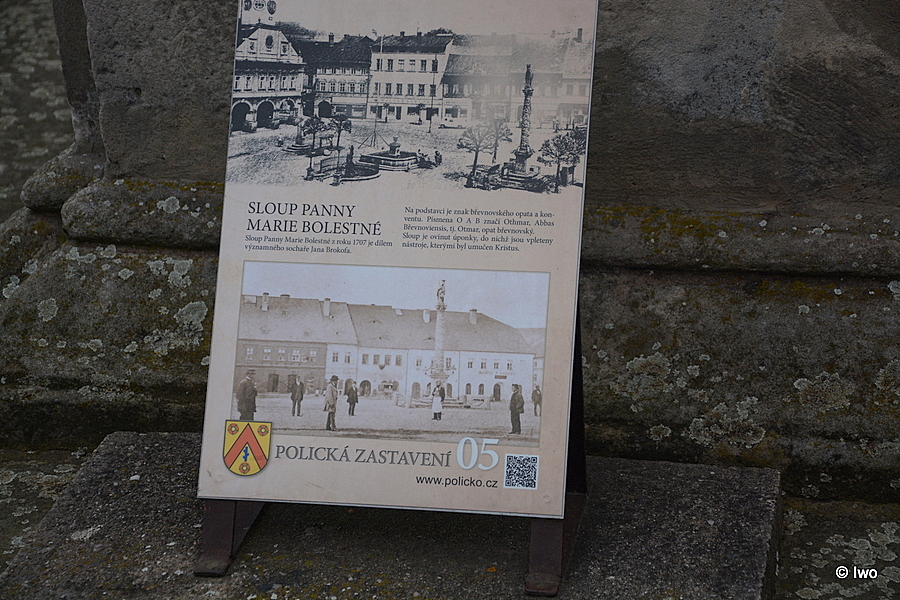 SLOUP PANNY
MARIE BOLESTNÉ
Sloup Panny Marie Bolestné z roku 1707 je dílem
významného sochaře Jana Brokofa.
Na podstavci je znak břevnovského opata a kon-
ventu. Písmena O A B značí Othmar, Abbas
Břevnoviensis, tj. Otmar, opat břevnovský.
Sloup je ovinut úponky, do nichž jsou vpleteny
nástroje, kterými byl umučen Kristus.
POLICKÁ ZASTAVENÍ 05
www.policko.cz
© Iwo